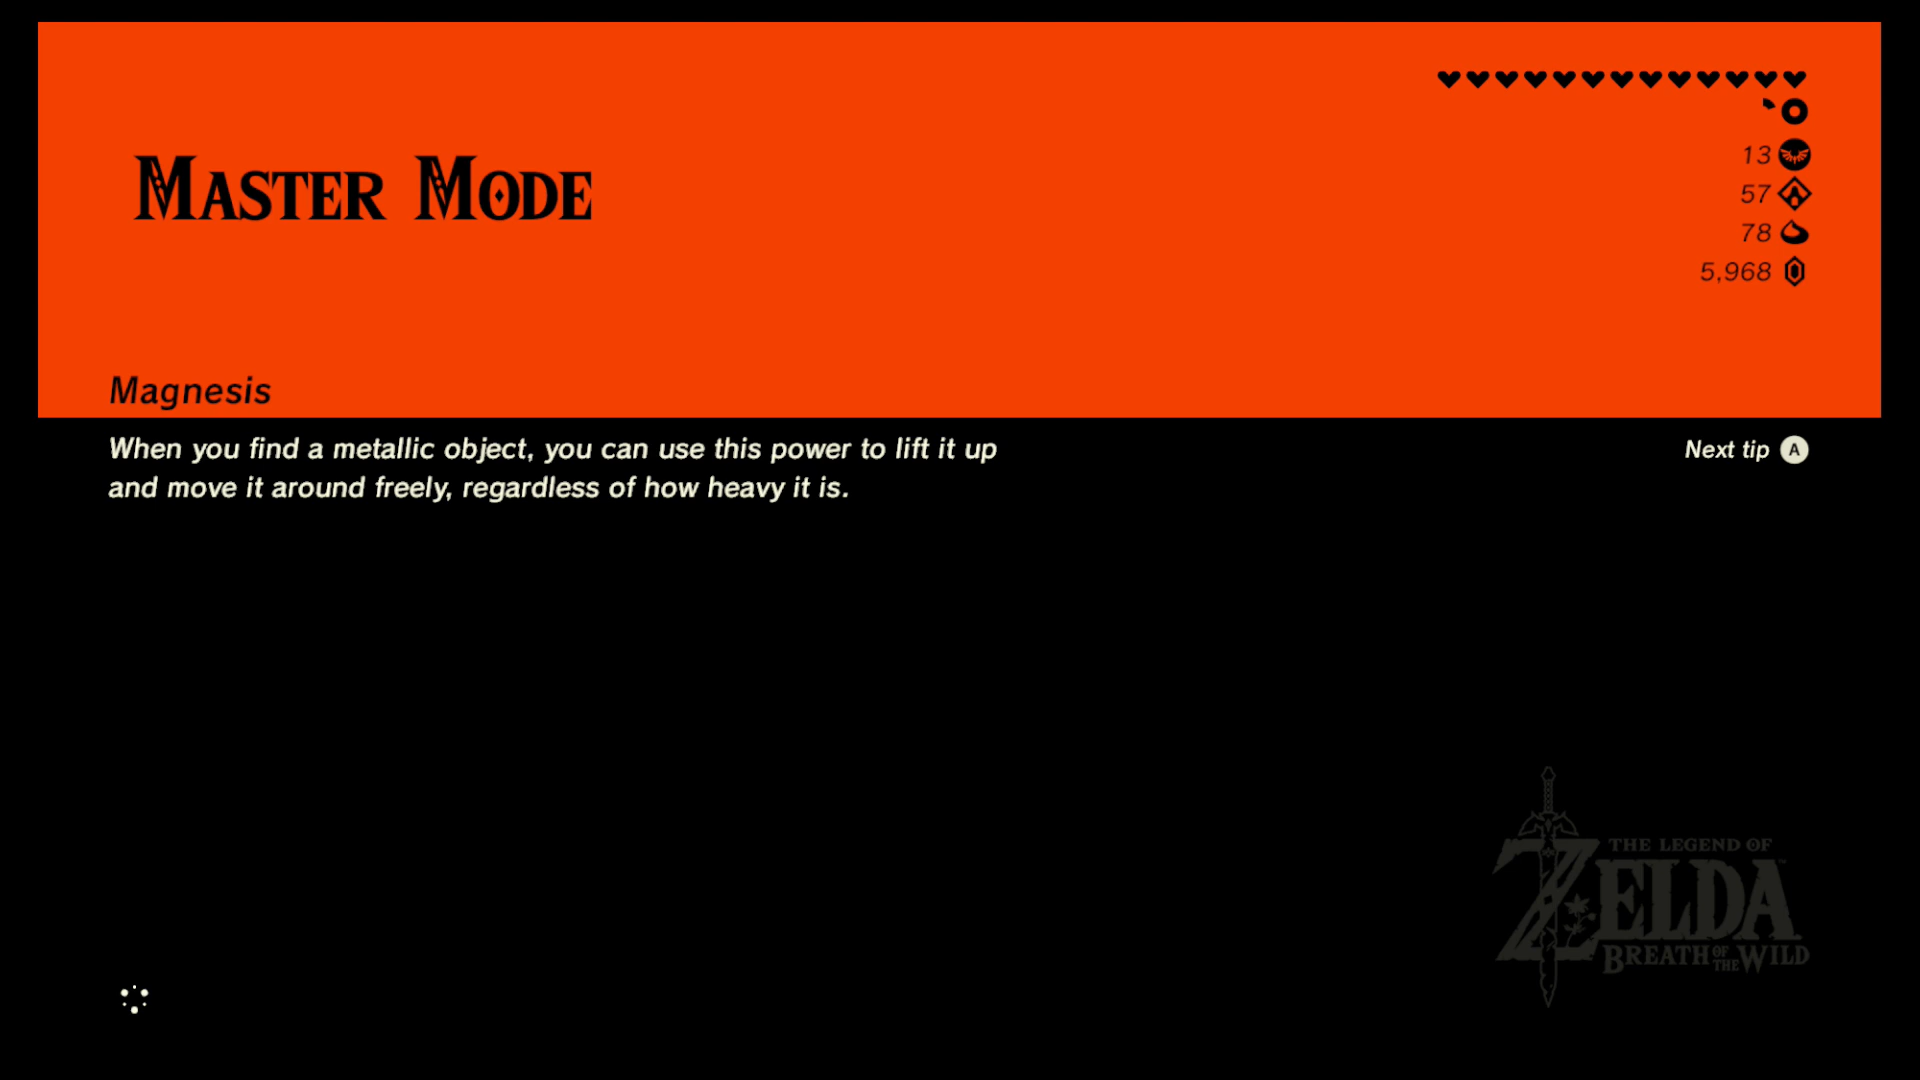 MASTER MODE
13
57
78
5,968
Magnesis
When you find a metallic object, you can use this power to lift it up
and move it around freely, regardless of how heavy it is.
Next tip A
THE LEGEND OF
ZELDA
BREATH OF THE WILD